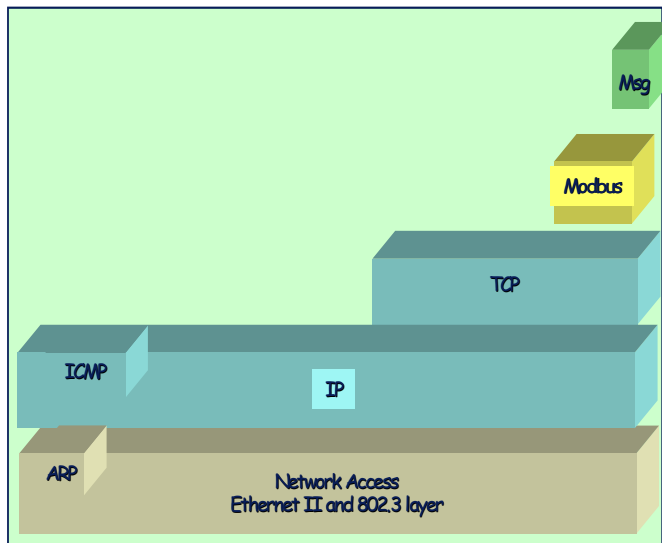 Msg
Modbus
TCP
ICMP
IP
ARP
Network Access
Ethernet II and 802.3 layer